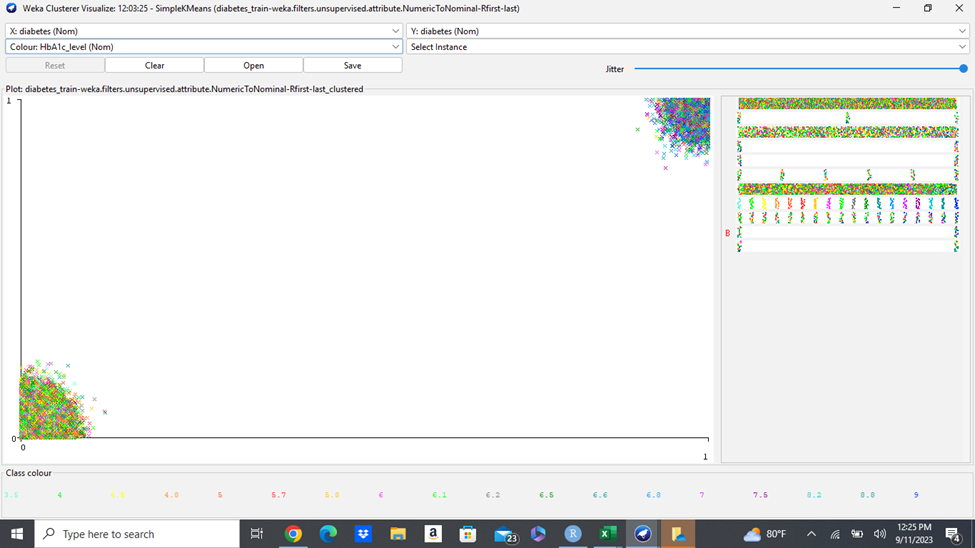 Weka Clusterer Visualize: 12:03:25 - SimpleKMeans (diabetes_train-weka.filters.unsupervised.attribute.NumericToNominal-Rfirst-last)
X: diabetes (Nom)
Y: diabetes (Nom)
Colour: HbA1c_level (Nom)
Select Instance
Reset
Clear
Open
Save
Jitter
Plot: diabetes_train-weka.filters.unsupervised.attribute.NumericToNominal-Rfirst-last_clustered
1
0
0
1
B
Class colour
3.5 4 4.5 4.8 5 5.7 5.8 6 6.1 6.2 6.5 6.6 6.8 7 7.5 8.2 8.8 9
Type here to search
a
23
R
X
80°F
12:25 PM
9/11/2023
4